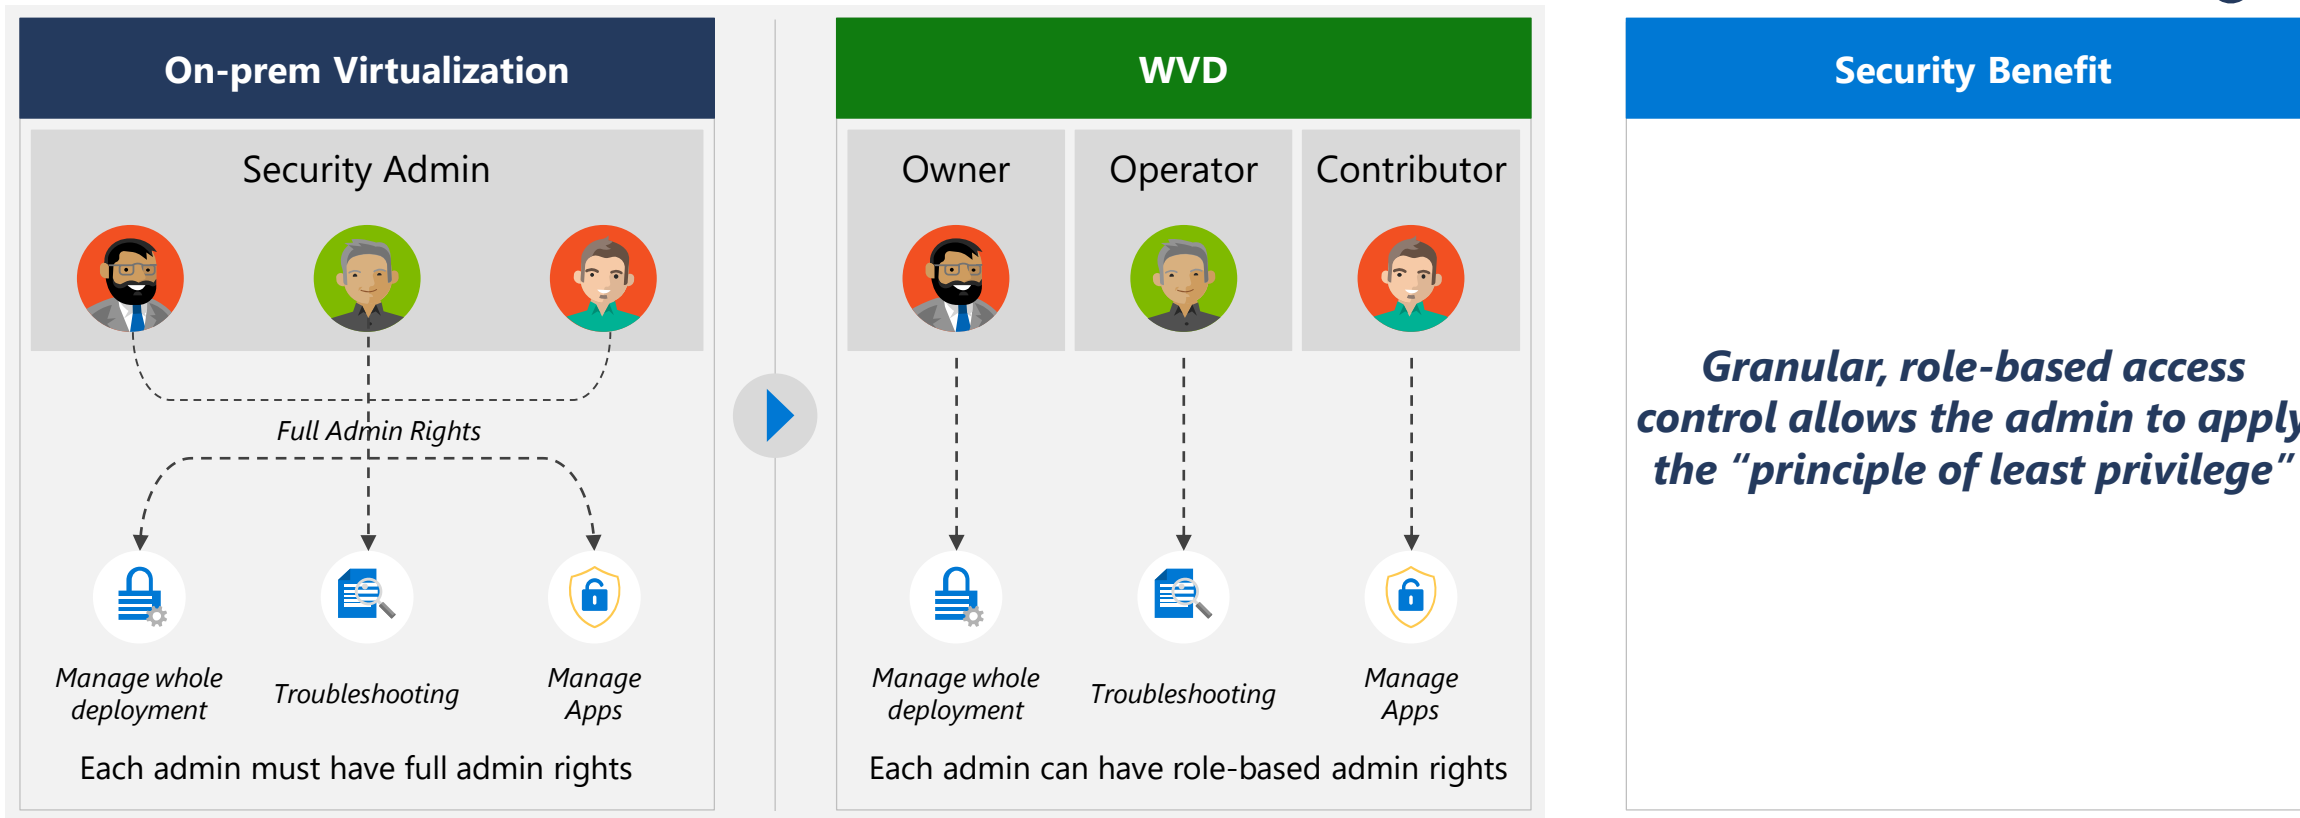 On-prem Virtualization
Security Admin
Full Admin Rights
Manage whole
deployment
Troubleshooting
Manage
Apps
Each admin must have full admin rights
WVD
Owner
Operator
Contributor
Manage whole
deployment
Troubleshooting
Manage
Apps
Each admin can have role-based admin rights
Security Benefit
Granular, role-based access
control allows the admin to apply
the “principle of least privilege”